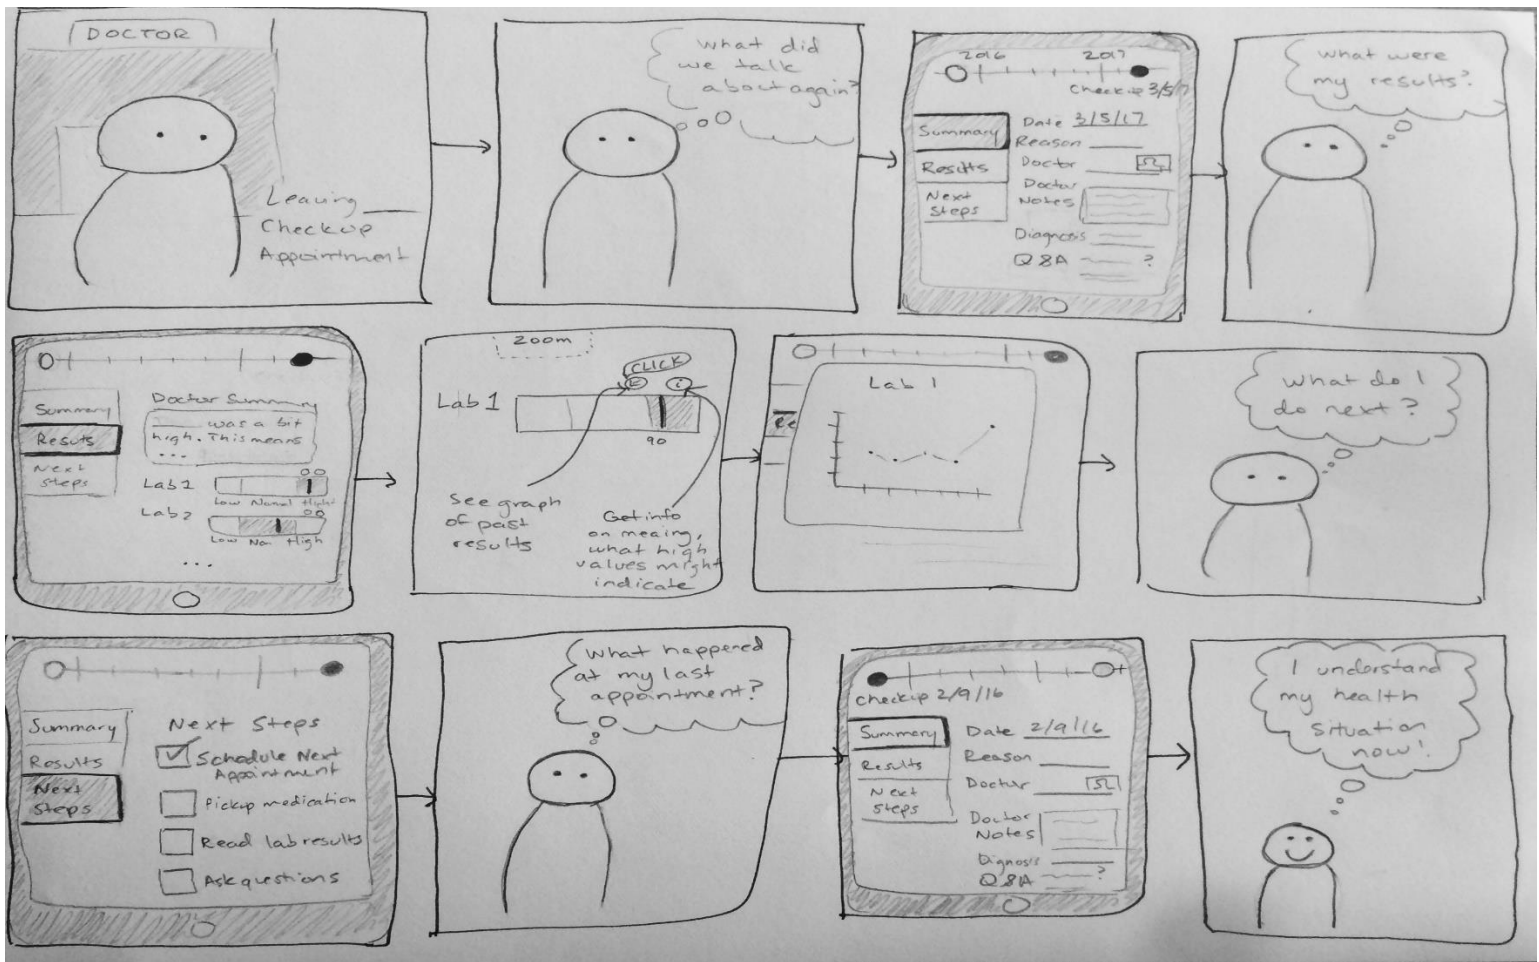 DOCTOR
Leaving
Checkup
Appointment
What did
we talk
about again?
2016 2017
Checkup 3/5/17
Summary
Results
Next
Steps
Date 3/5/17
Reason
Doctor
Doctor
Notes
Diagnosis
Q&A ?
What were
my results?
Summary
Resuts
Next
Steps
Doctor Summary
was a bit
high. This means
...
Lab 1
Low Normal High
Lab 2
Low No High
...
Zoom
CLICK
i
Lab 1
90
See graph
of past
results
Get info
on meaing,
what high
values might
indicate
Re
Lab 1
What do I
do next?
Summary
Results
Next
Steps
Next Steps
Schedule Next
Appointment
Pickup medication
Read lab results
Ask questions
What happened
at my last
appointment?
Checkup 2/9/16
Summary
Results
Next
Steps
Date 2/9/16
Reason
Doctor
Doctor
Notes
Dignosis
Q&A ?
I understand
my health
situation
now!